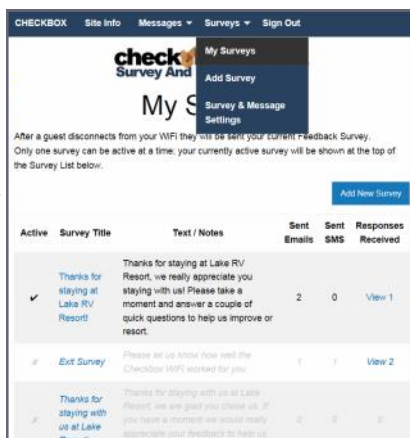 CHECKBOX Site Info Messages Surveys Sign Out
My Surveys
Add Survey
Survey & Message
Settings
check
Survey And
My S
After a guest disconnects from your WiFi they will be sent your current Feedback Survey.
Only one survey can be active at a time; your currently active survey will be shown at the top of
the Survey List below.
Add New Survey
Active Survey Title Text / Notes Sent Emails Sent SMS Responses Received
✔ Thanks for staying at Lake RV Resort!
Thanks for staying at Lake RV
Resort, we really appreciate you
staying with us! Please take a
moment and answer a couple of
quick questions to help us improve or
resort.
2 0 View 1
x Exit Survey
Please let us know how well the
Checkbox WiFi worked for you.
1 1 View 2
x Thanks for staying with us at Lake
Thanks for staying with us at Lake
Resort, we are glad you chose us. If
you have a moment we would really
appreciate your feedback to help us
0 0 0